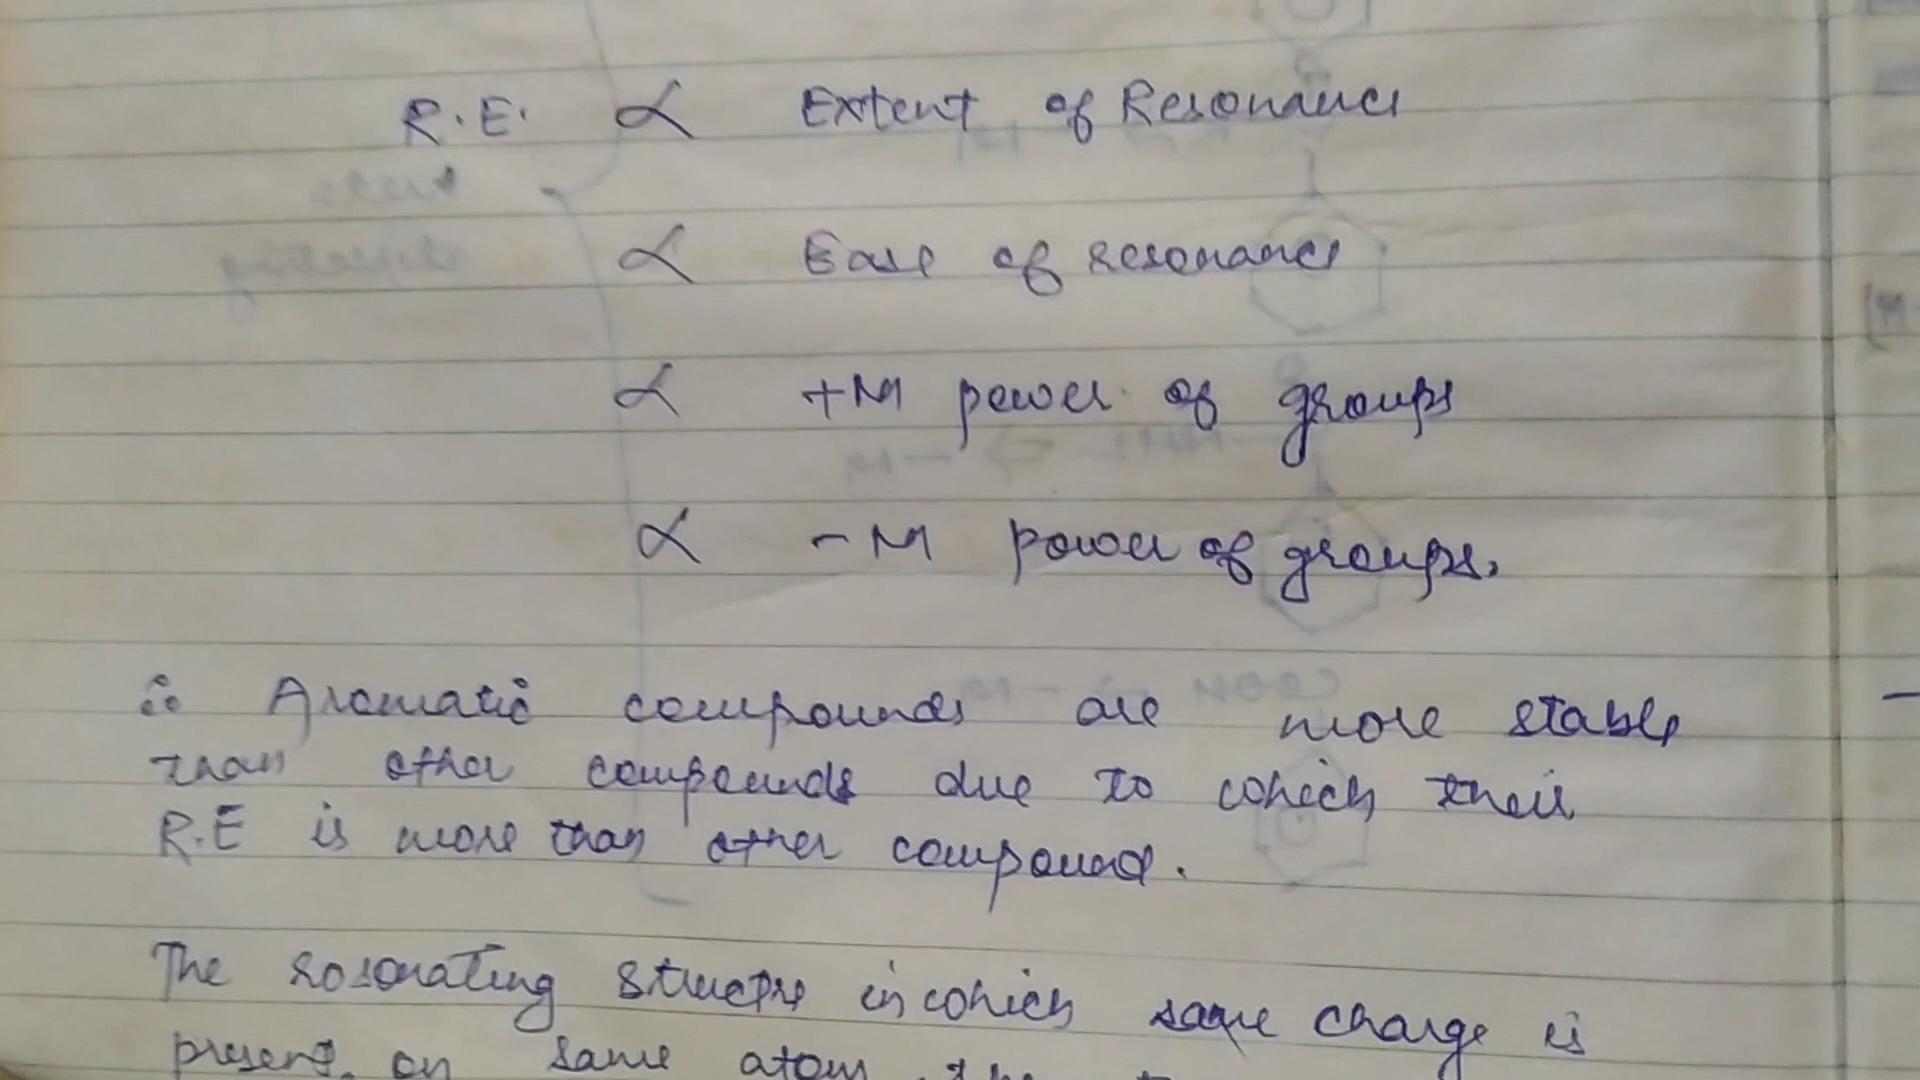 R.E. ∝ Extent of Resonance
∝ Ease of resonance
∝ +M power of groups
∝ -M power of groups.
∴ Aromatic compounds are more stable
than other compounds due to which their
R.E is more than other compound.
The resonating structrs in which same charge is
present on same atom